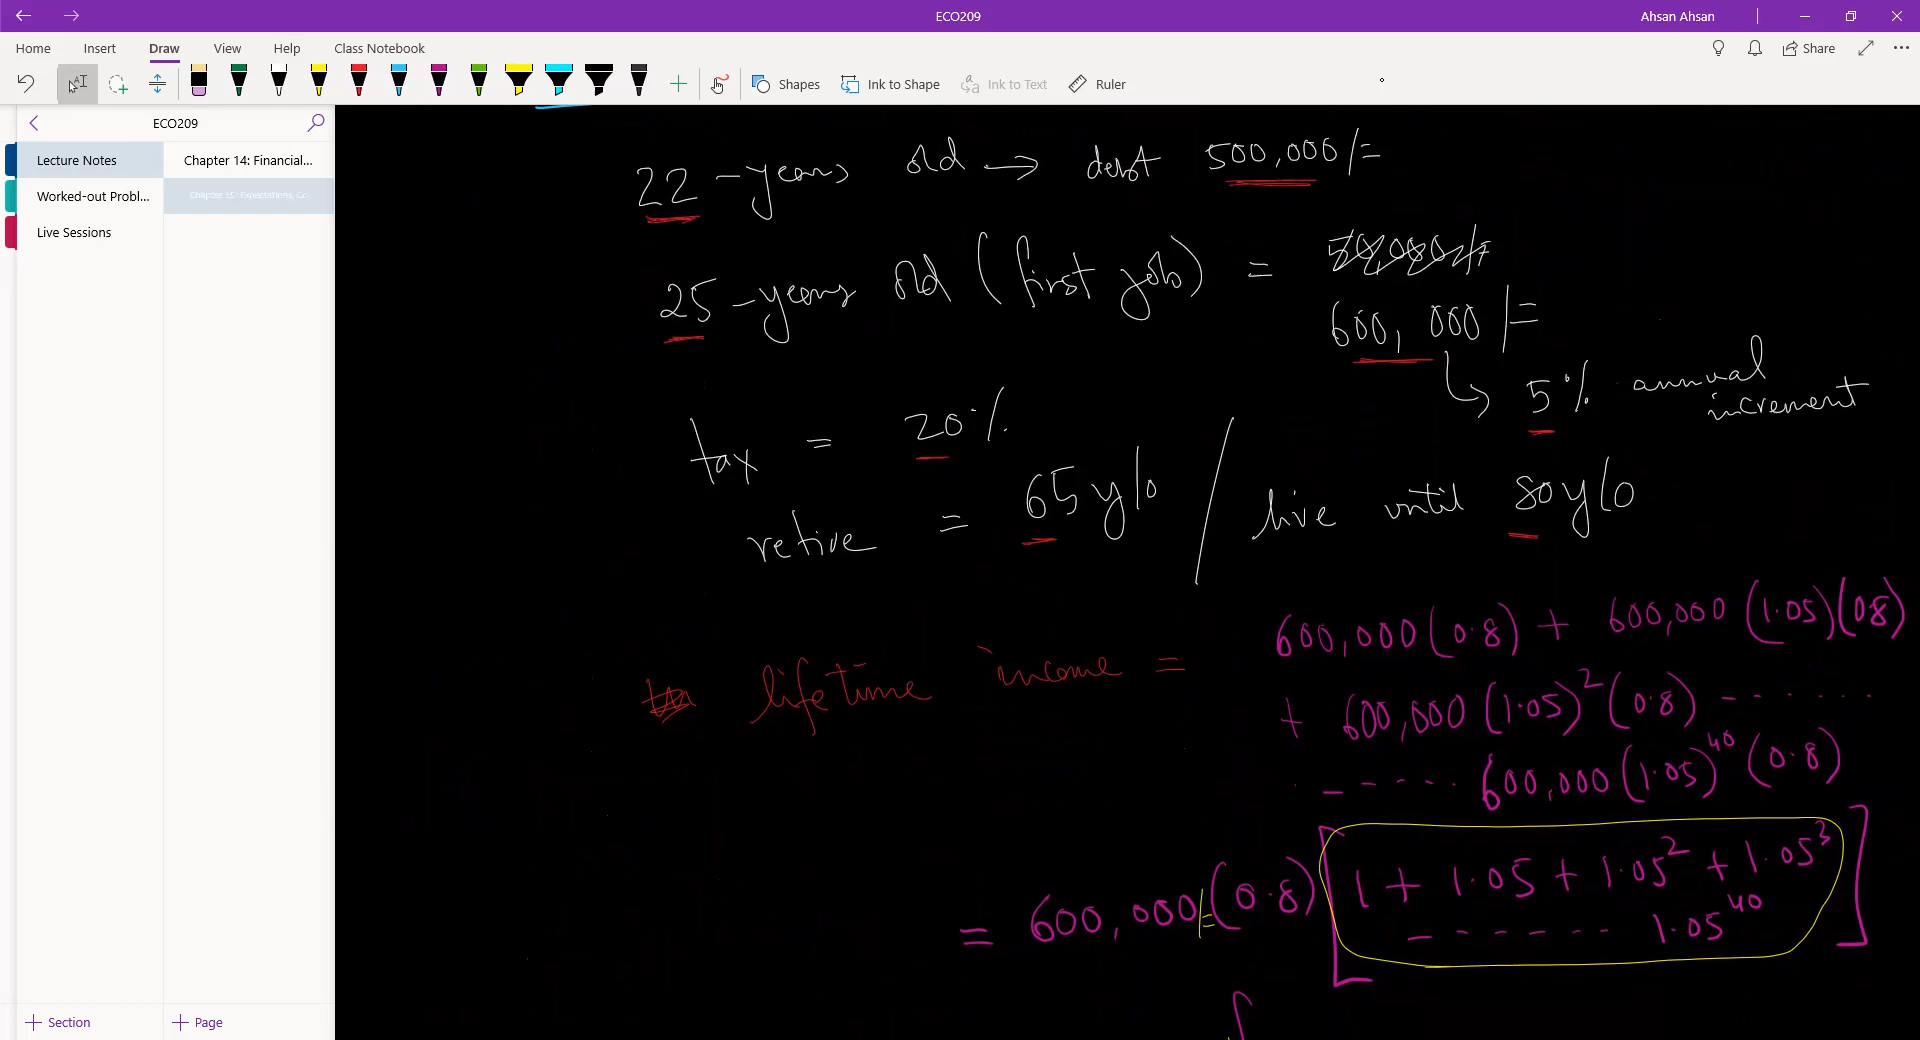 ECO209
Ahsan Ahsan
Home Insert Draw View Help Class Notebook
Share
Shapes Ink to Shape Ink to Text Ruler
ECO209
Lecture Notes
Worked-out Probl...
Live Sessions
Chapter 14: Financial...
Chapter 15: Expectations, Co
Section
Page
22-years old → debt 500,000/=
25-years old (first job) =
600,000/=
↳ 5% annual
increment
tax = 20%
retire = 65 y/o / live until 80 y/o
lifetime income = 600,000(0.8) + 600,000(1.05)(0.8)
+ 600,000(1.05)²(0.8) - - - - - -
- - - - - 600,000(1.05)⁴⁰(0.8)
= 600,000/=(0.8)[1 + 1.05 + 1.05² + 1.05³
- - - - - - 1.05⁴⁰]